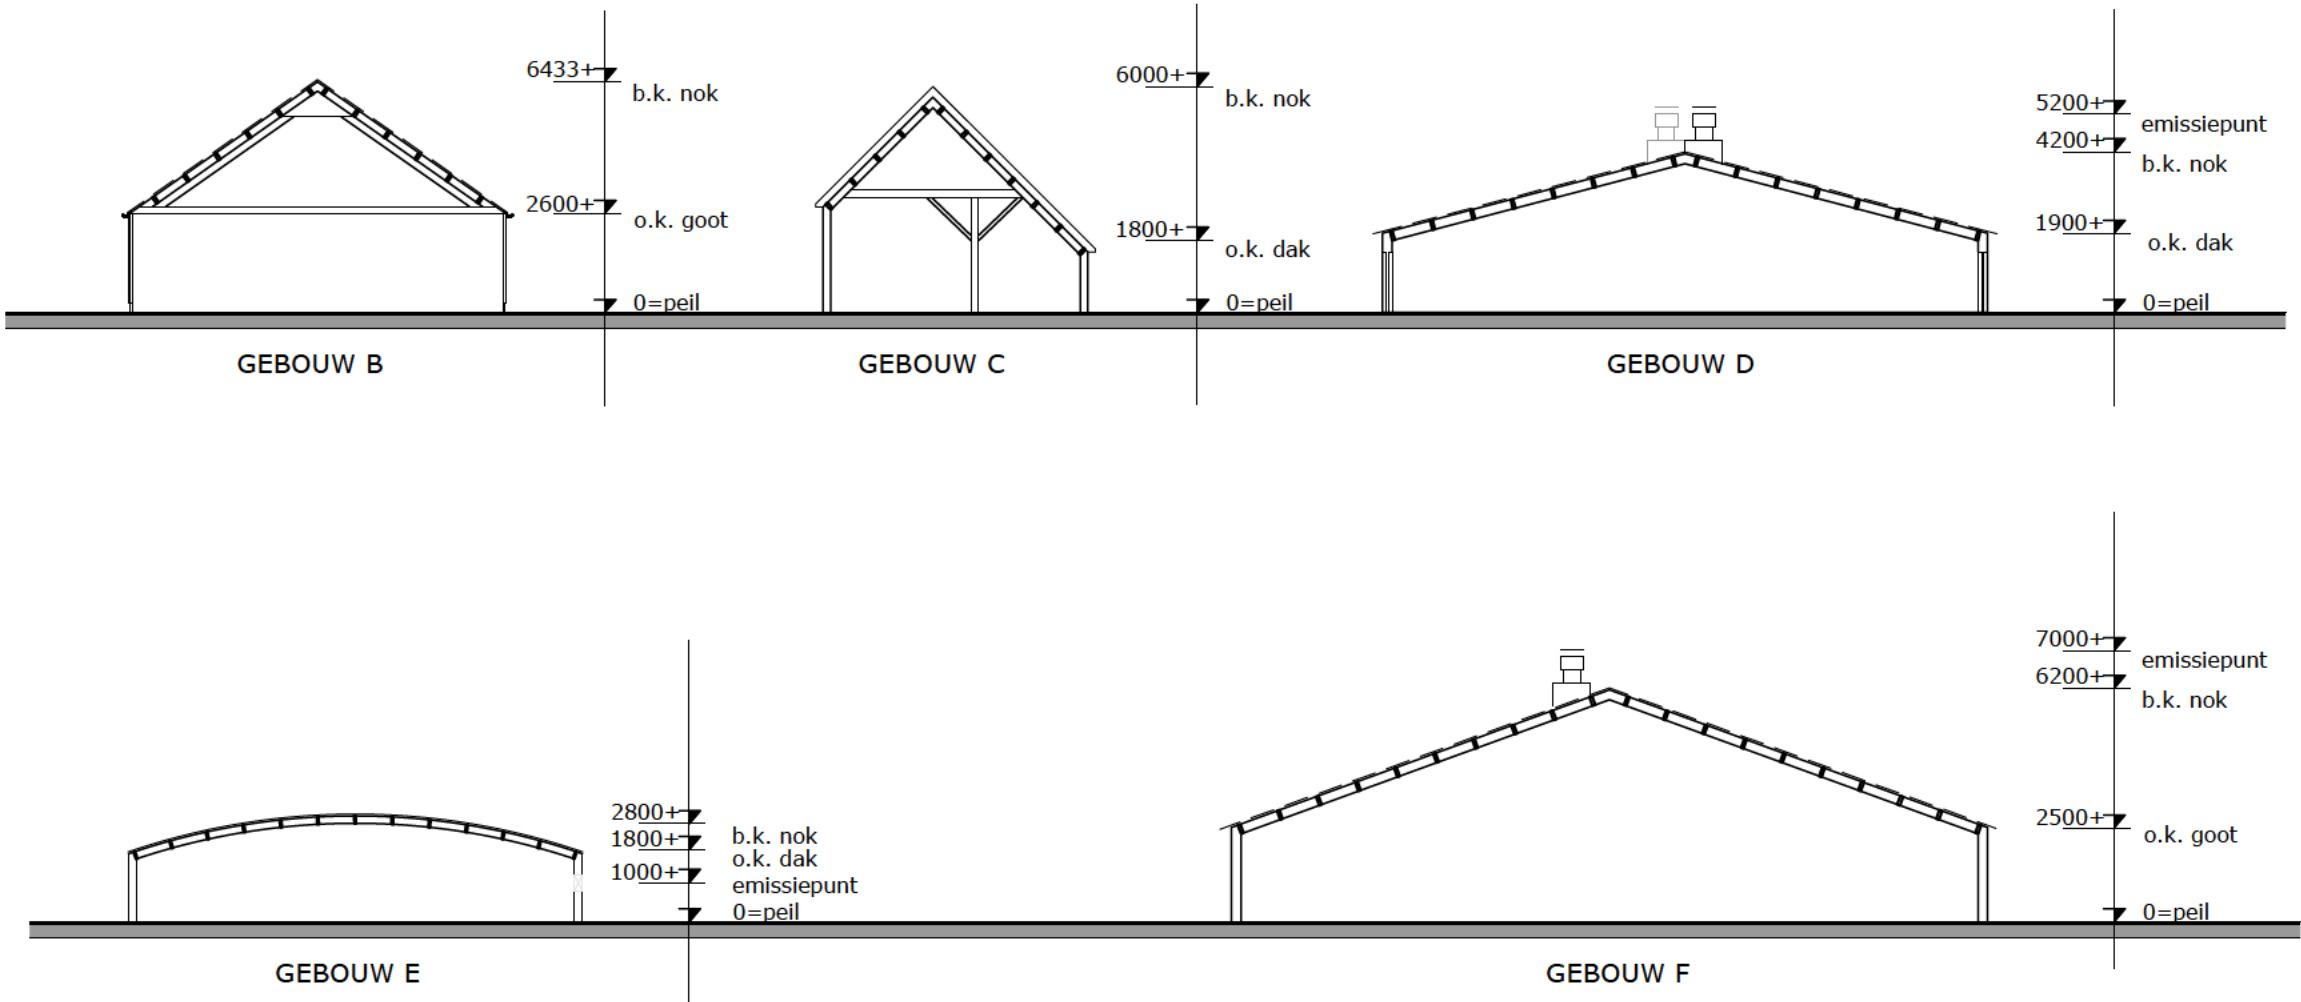 6433+
b.k. nok
2600+
o.k. goot
0=peil
GEBOUW B
6000+
b.k. nok
1800+
o.k. dak
0=peil
GEBOUW C
5200+
emissiepunt
4200+
b.k. nok
1900+
o.k. dak
0=peil
GEBOUW D
2800+
b.k. nok
1800+
o.k. dak
1000+
emissiepunt
0=peil
GEBOUW E
7000+
emissiepunt
6200+
b.k. nok
2500+
o.k. goot
0=peil
GEBOUW F